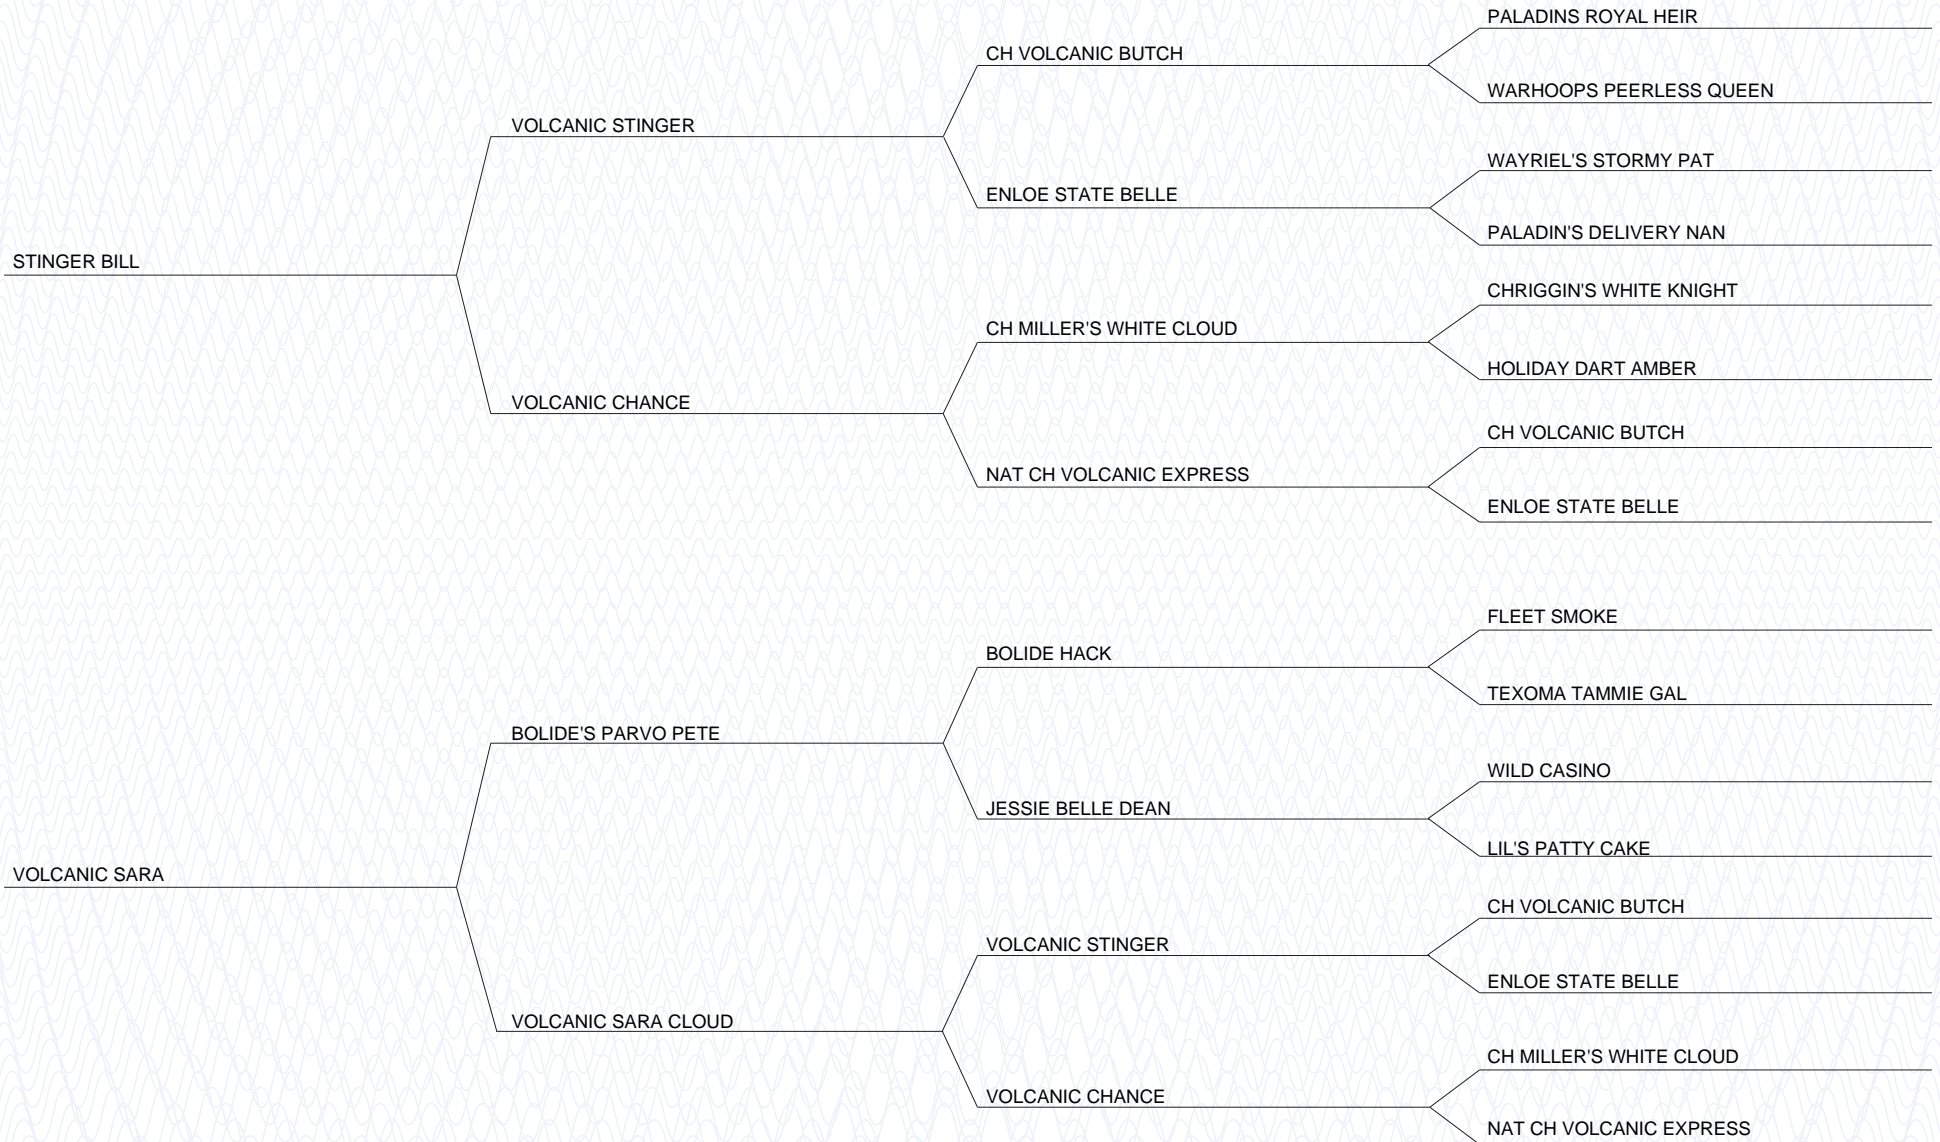 PALADINS ROYAL HEIR
CH VOLCANIC BUTCH
WARHOOPS PEERLESS QUEEN
VOLCANIC STINGER
WAYRIEL'S STORMY PAT
ENLOE STATE BELLE
PALADIN'S DELIVERY NAN
STINGER BILL
CHRIGGIN'S WHITE KNIGHT
CH MILLER'S WHITE CLOUD
HOLIDAY DART AMBER
VOLCANIC CHANCE
CH VOLCANIC BUTCH
NAT CH VOLCANIC EXPRESS
ENLOE STATE BELLE
FLEET SMOKE
BOLIDE HACK
TEXOMA TAMMIE GAL
BOLIDE'S PARVO PETE
WILD CASINO
JESSIE BELLE DEAN
LIL'S PATTY CAKE
VOLCANIC SARA
CH VOLCANIC BUTCH
VOLCANIC STINGER
ENLOE STATE BELLE
VOLCANIC SARA CLOUD
CH MILLER'S WHITE CLOUD
VOLCANIC CHANCE
NAT CH VOLCANIC EXPRESS